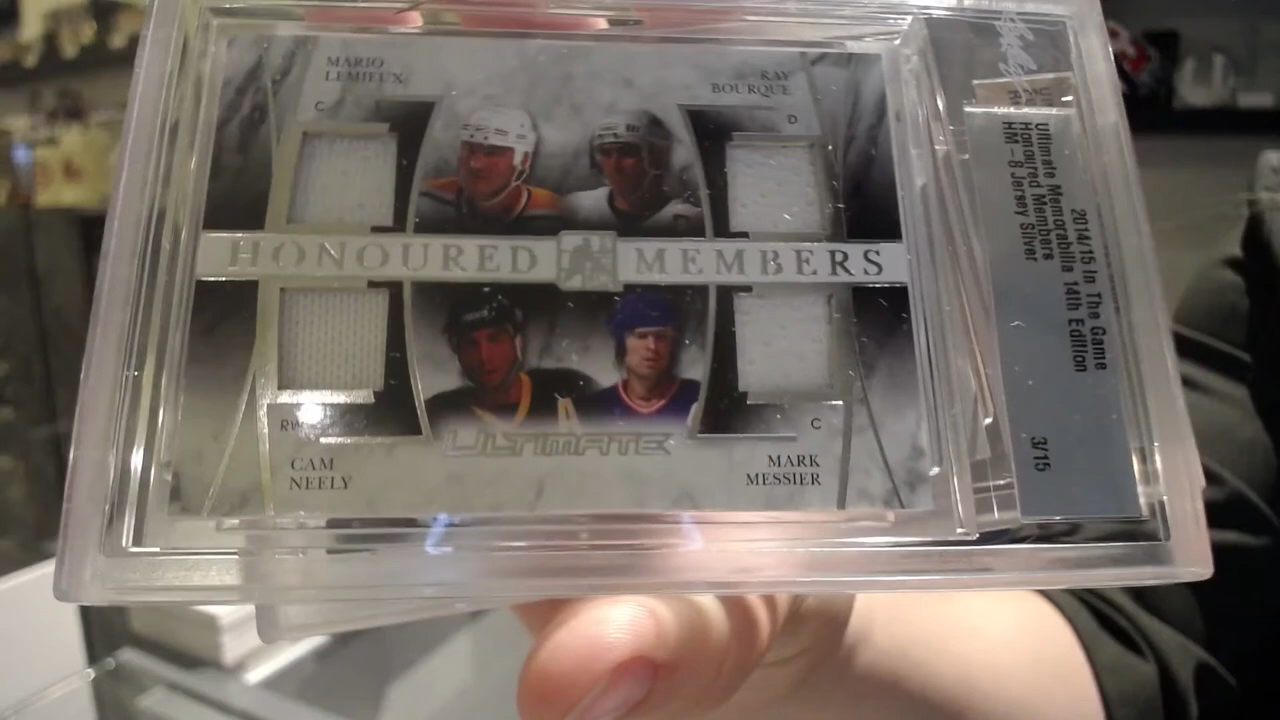 MARIO
LEMIEUX
C
RAY
BOURQUE
D
HONOURED MEMBERS
RW
CAM
NEELY
ULTIMATE
C
MARK
MESSIER
2014/15 In The Game
Ultimate Memorabilia 14th Edition
Honoured Members
HM - 8 Jersey Silver
3/15